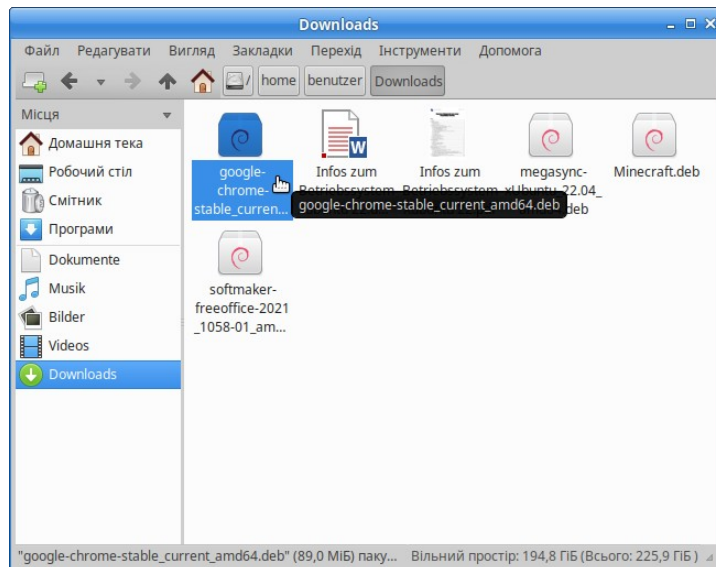 Downloads
Файл Редагувати Вигляд Закладки Перехід Інструменти Допомога
/ home benutzer Downloads
Місця
Домашня тека
Робочий стіл
Смітник
Програми
Dokumente
Musik
Bilder
Videos
Downloads
google-
chrome-
stable_curren...
Infos zum
Infos zum
megasync-
Minecraft.deb
google-chrome-stable_current_amd64.deb
softmaker-
freeoffice-2021
_1058-01_am...
"google-chrome-stable_current_amd64.deb" (89,0 МіБ) паку... Вільний простір: 194,8 ГіБ (Всього: 225,9 ГіБ )